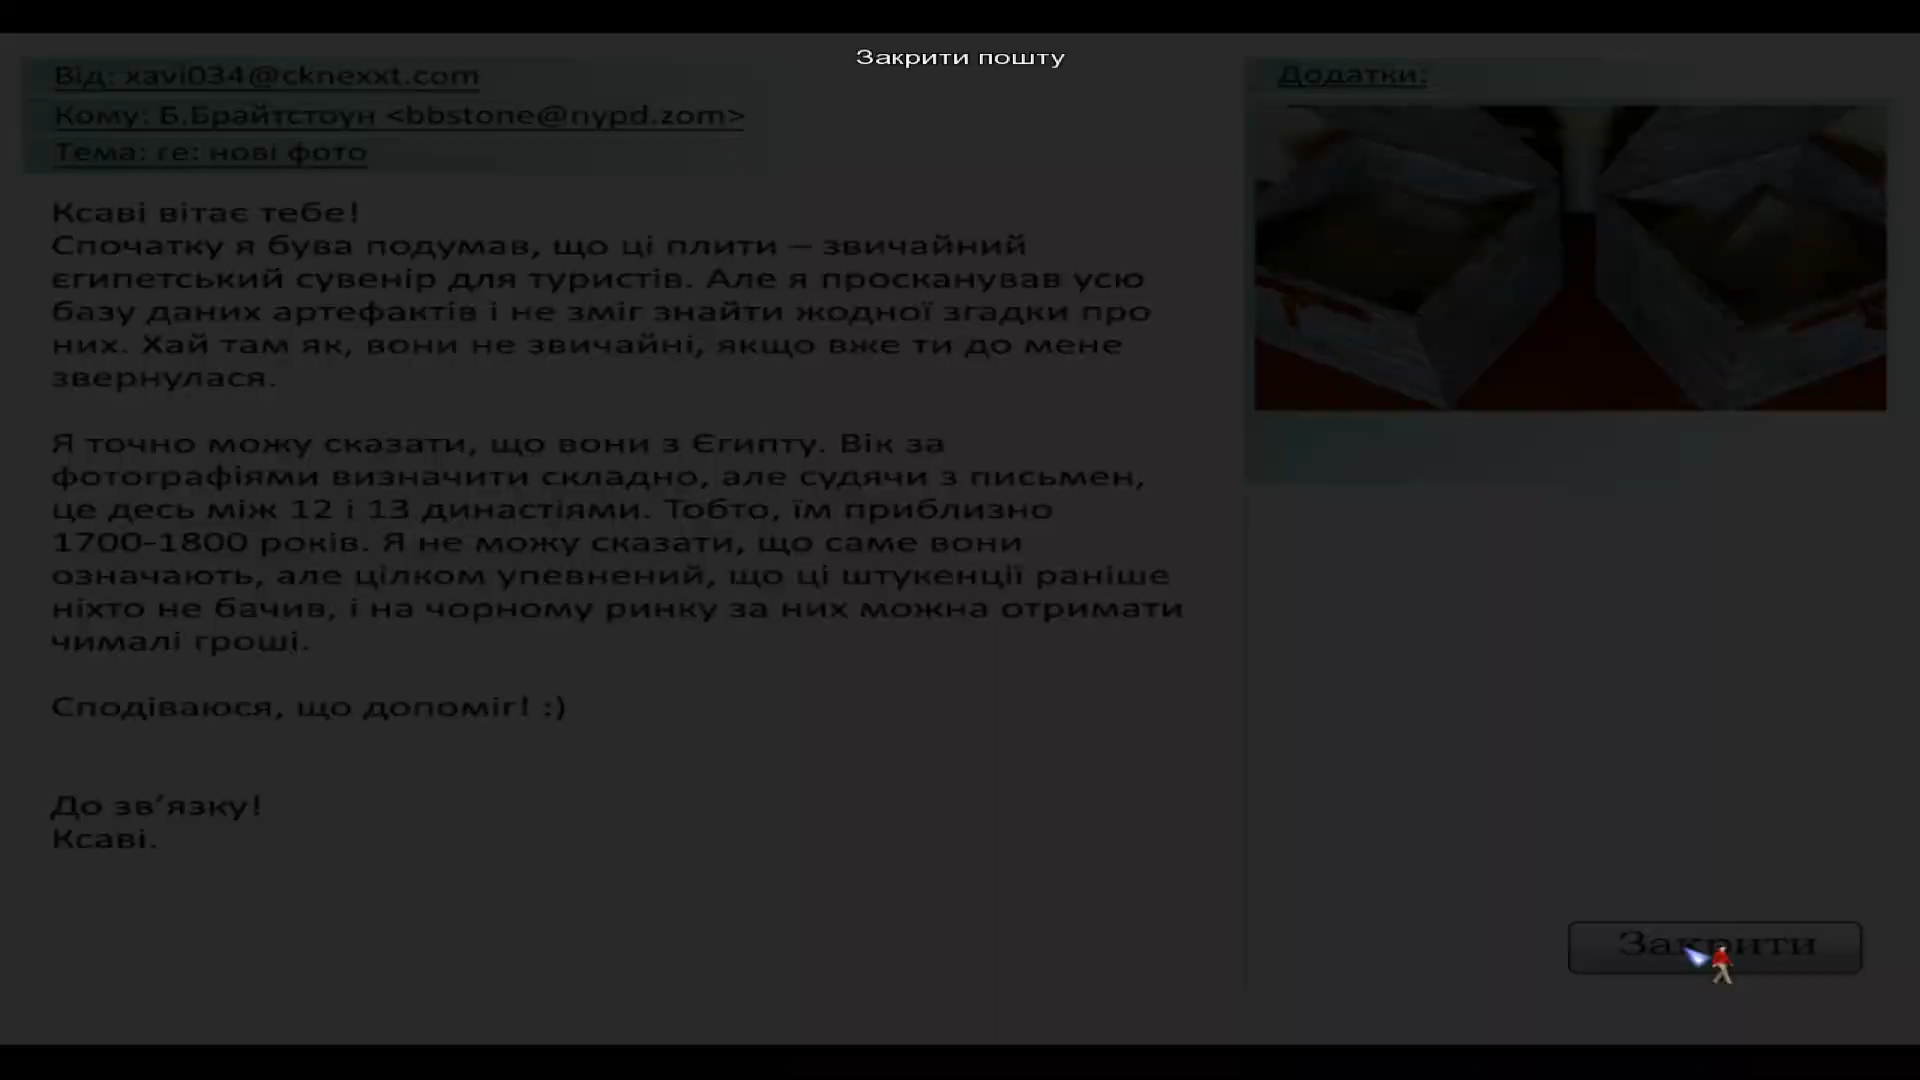 Закрити пошту
Від: xavi034@cknexxt.com
Кому: Б.Брайтстоун <bbstone@nypd.zom>
Тема: re: нові фото
Додатки:
Ксаві вітає тебе!
Спочатку я бува подумав, що ці плити – звичайний
єгипетський сувенір для туристів. Але я просканував усю
базу даних артефактів і не зміг знайти жодної згадки про
них. Хай там як, вони не звичайні, якщо вже ти до мене
звернулася.
Я точно можу сказати, що вони з Єгипту. Вік за
фотографіями визначити складно, але судячи з письмен,
це десь між 12 і 13 династіями. Тобто, їм приблизно
1700-1800 років. Я не можу сказати, що саме вони
означають, але цілком упевнений, що ці штукенції раніше
ніхто не бачив, і на чорному ринку за них можна отримати
чималі гроші.
Сподіваюся, що допоміг! :)
До зв’язку!
Ксаві.
Закрити